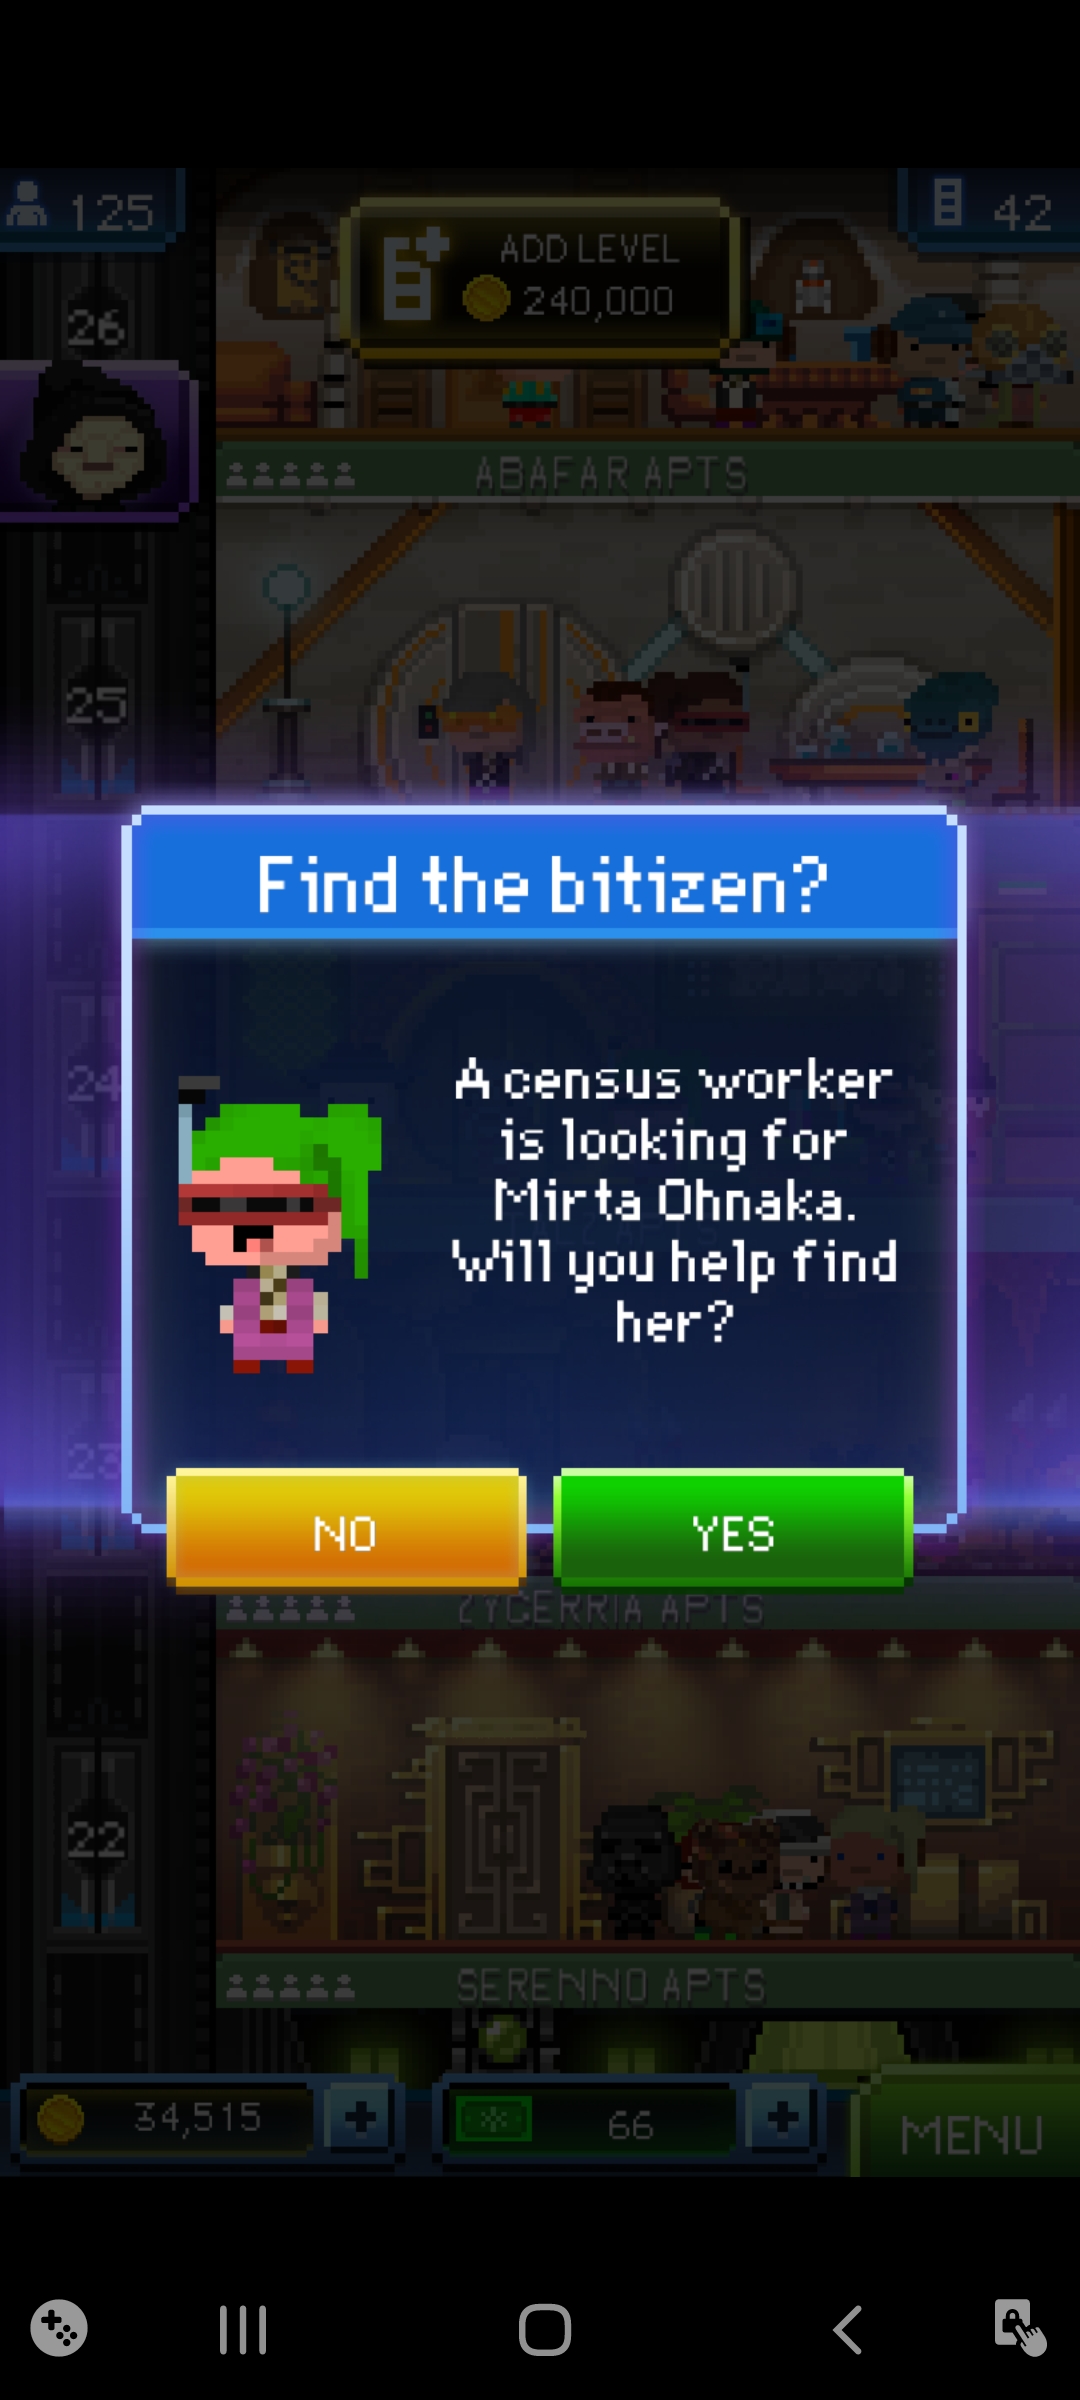 125
42
ADD LEVEL
240,000
26
ABAFAR APTS
25
Find the bitizen?
A census worker
is looking for
Mirta Ohnaka.
Will you help find
her?
24
23
NO
YES
ZYGERRIA APTS
22
SERENNO APTS
34,515
66
MENU